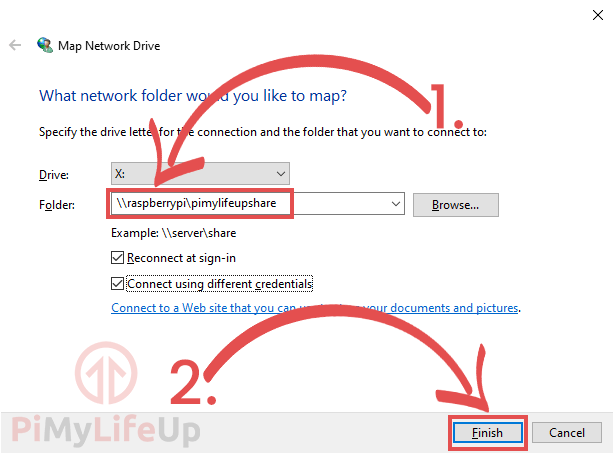 Map Network Drive
What network folder would you like to map?
1.
Specify the drive letter for the connection and the folder that you want to connect to:
Drive: X:
Folder: \\raspberrypi\pimylifeupshare Browse...
Example: \\server\share
Reconnect at sign-in
Connect using different credentials
Connect to a Web site that you can use to store your documents and pictures.
2.
PiMyLifeUp
Finish Cancel